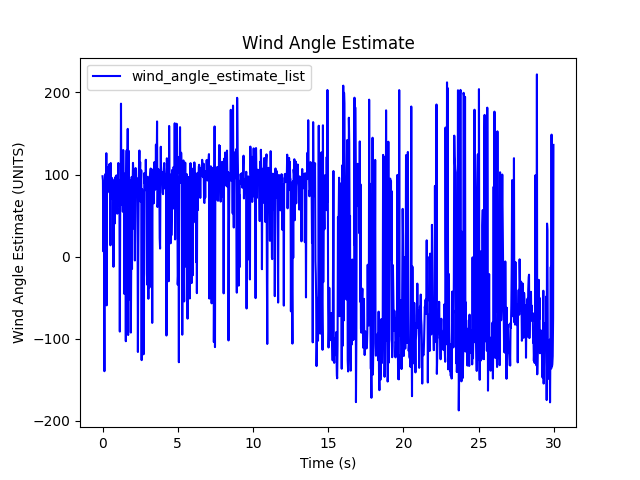 Wind Angle Estimate
wind_angle_estimate_list
Wind Angle Estimate (UNITS)
200
100
0
−100
−200
0 5 10 15 20 25 30
Time (s)